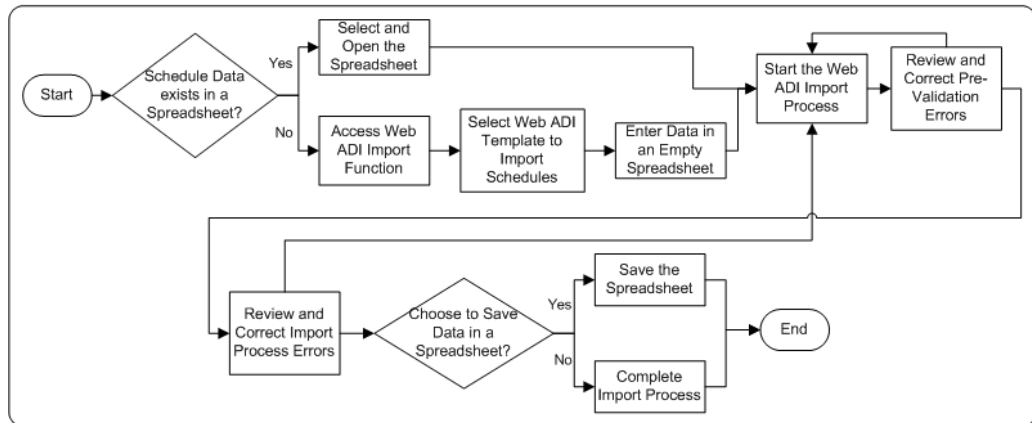 Start
Schedule Data
exists in a
Spreadsheet?
Yes
No
Select and
Open the
Spreadsheet
Access Web
ADI Import
Function
Select Web ADI
Template to
Import
Schedules
Enter Data in
an Empty
Spreadsheet
Start the Web
ADI Import
Process
Review and
Correct Pre-
Validation
Errors
Review and
Correct Import
Process Errors
Choose to Save
Data in a
Spreadsheet?
Yes
No
Save the
Spreadsheet
Complete
Import Process
End